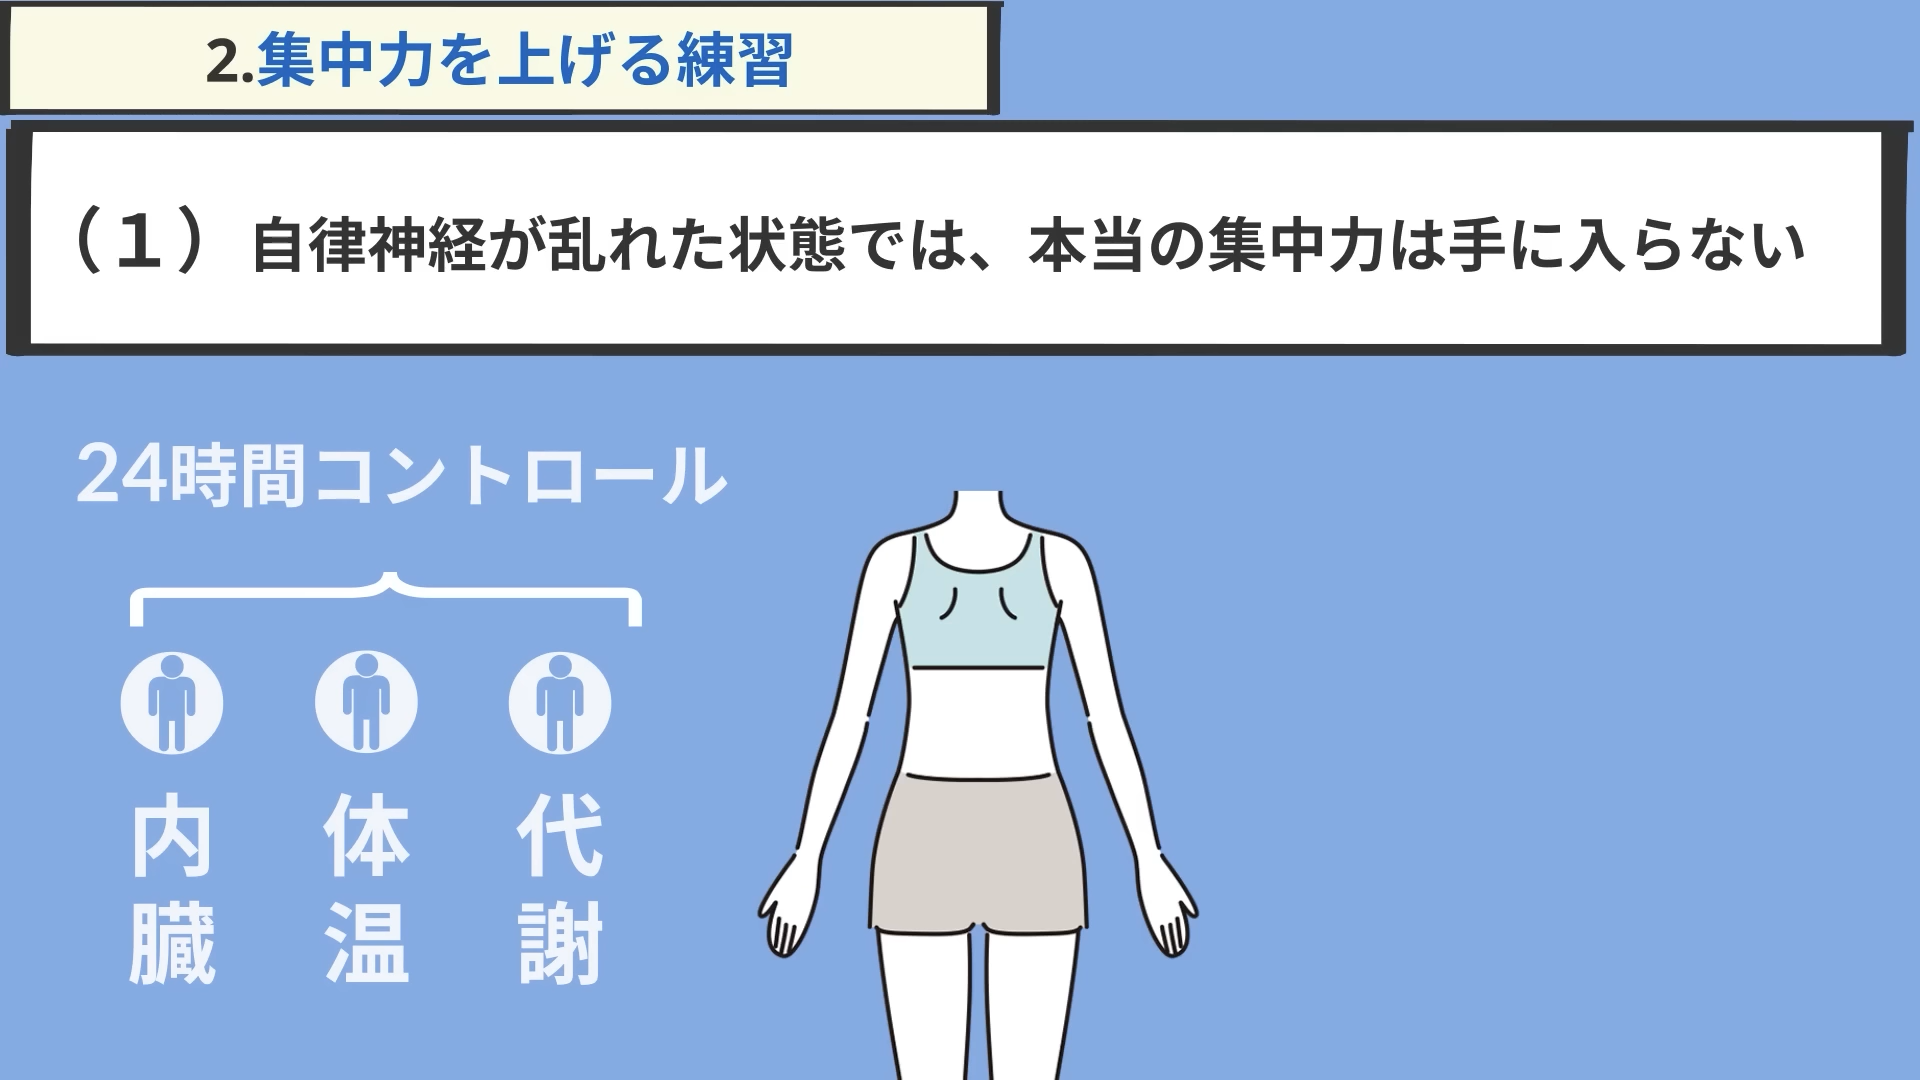 2.集中力を上げる練習
（１）自律神経が乱れた状態では、本当の集中力は手に入らない
24時間コントロール
内臓
体温
代謝